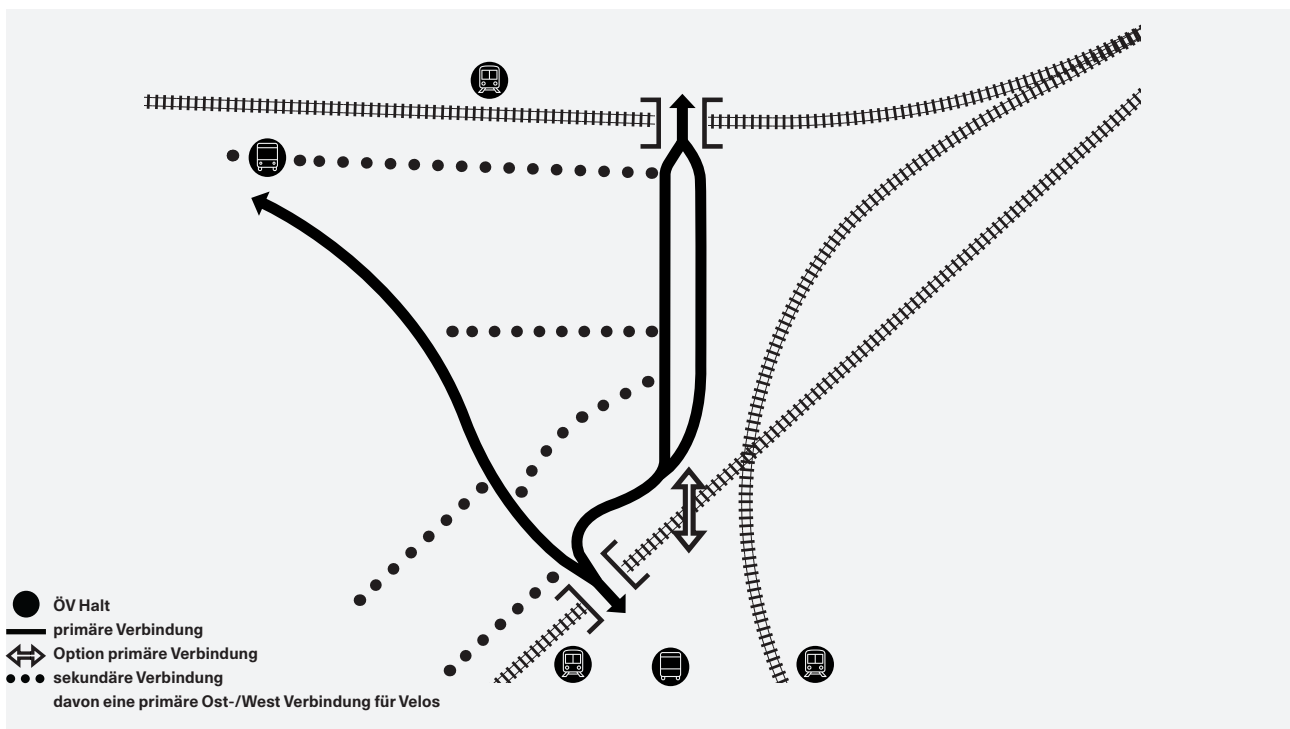 ÖV Halt
primäre Verbindung
Option primäre Verbindung
sekundäre Verbindung
davon eine primäre Ost-/West Verbindung für Velos